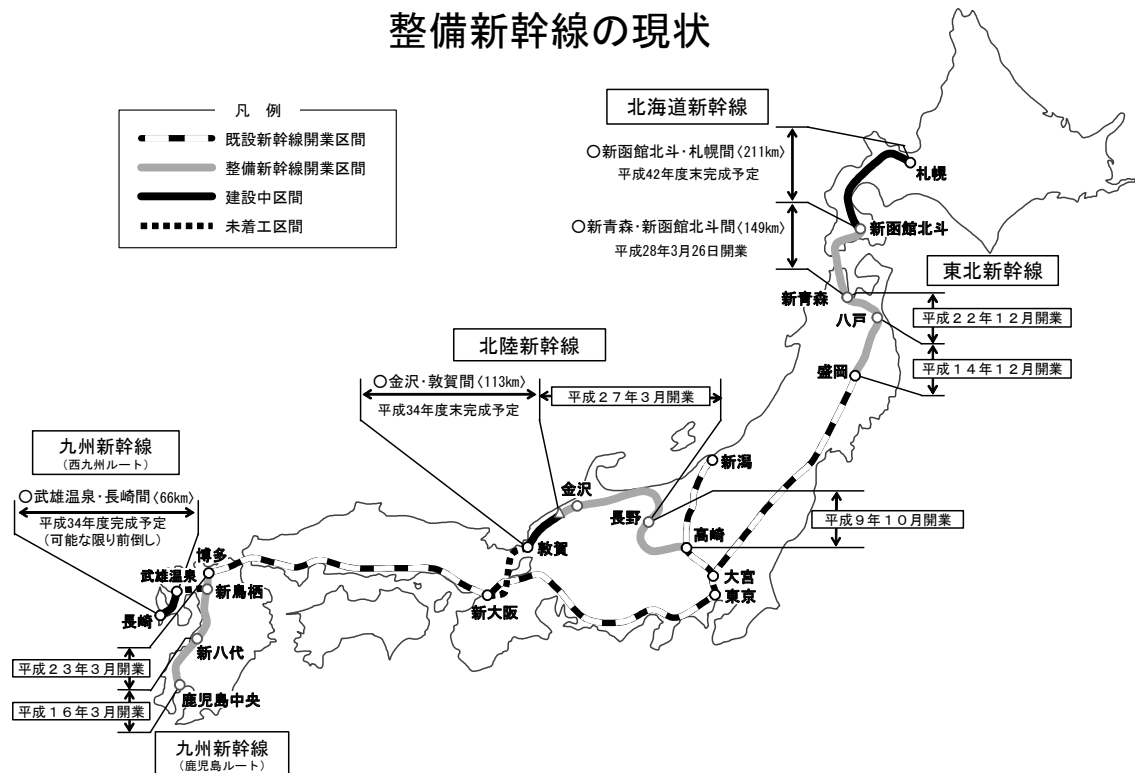 整備新幹線の現状
凡 例
既設新幹線開業区間
整備新幹線開業区間
建設中区間
未着工区間
北海道新幹線
○新函館北斗・札幌間〈211km〉
平成42年度末完成予定
○新青森・新函館北斗間〈149km〉
平成28年3月26日開業
札幌
新函館北斗
東北新幹線
新青森
八戸
平成22年12月開業
盛岡
平成14年12月開業
北陸新幹線
○金沢・敦賀間〈113km〉
平成34年度末完成予定
平成27年3月開業
新潟
金沢
長野
平成9年10月開業
高崎
敦賀
大宮
東京
新大阪
九州新幹線
（西九州ルート）
○武雄温泉・長崎間〈66km〉
平成34年度完成予定
（可能な限り前倒し）
博多
武雄温泉
新鳥栖
長崎
新八代
平成23年3月開業
鹿児島中央
平成16年3月開業
九州新幹線
（鹿児島ルート）